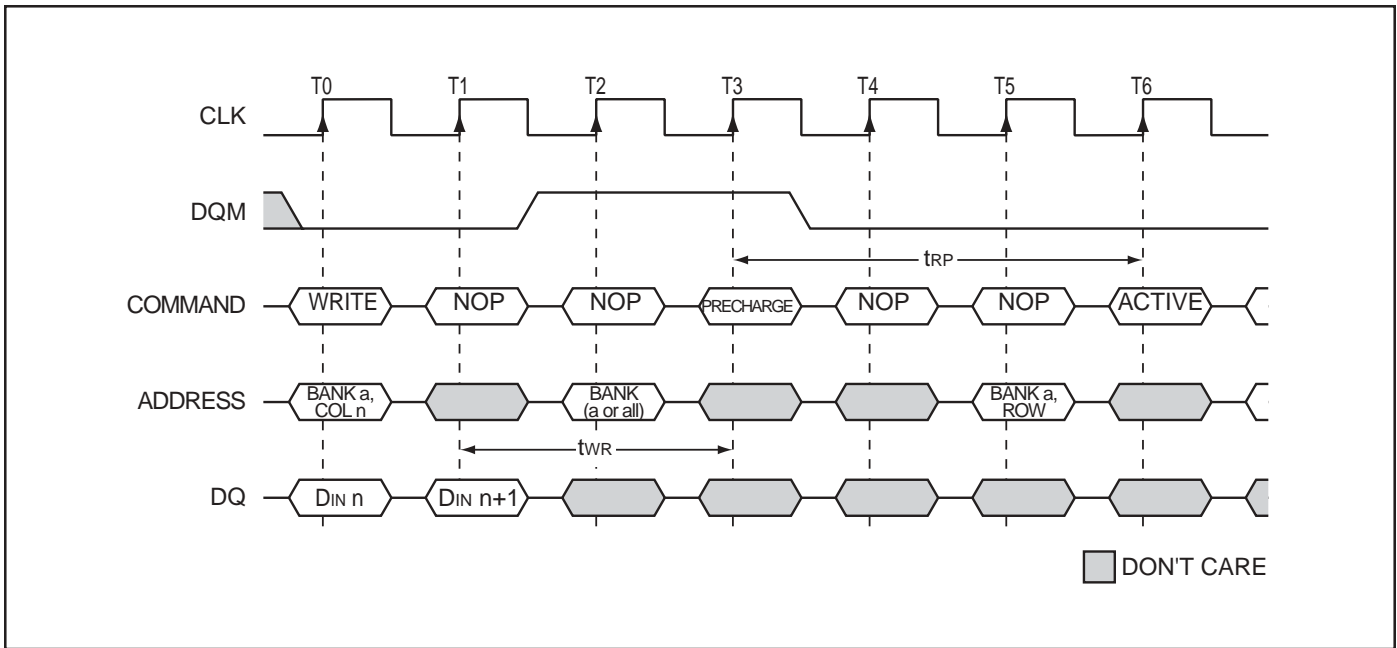 T0 T1 T2 T3 T4 T5 T6
CLK
DQM
tRP
COMMAND WRITE NOP NOP PRECHARGE NOP NOP ACTIVE
ADDRESS BANK a, BANK BANK a,
COL n (a or all) ROW
tWR
DQ DIN n DIN n+1
DON'T CARE